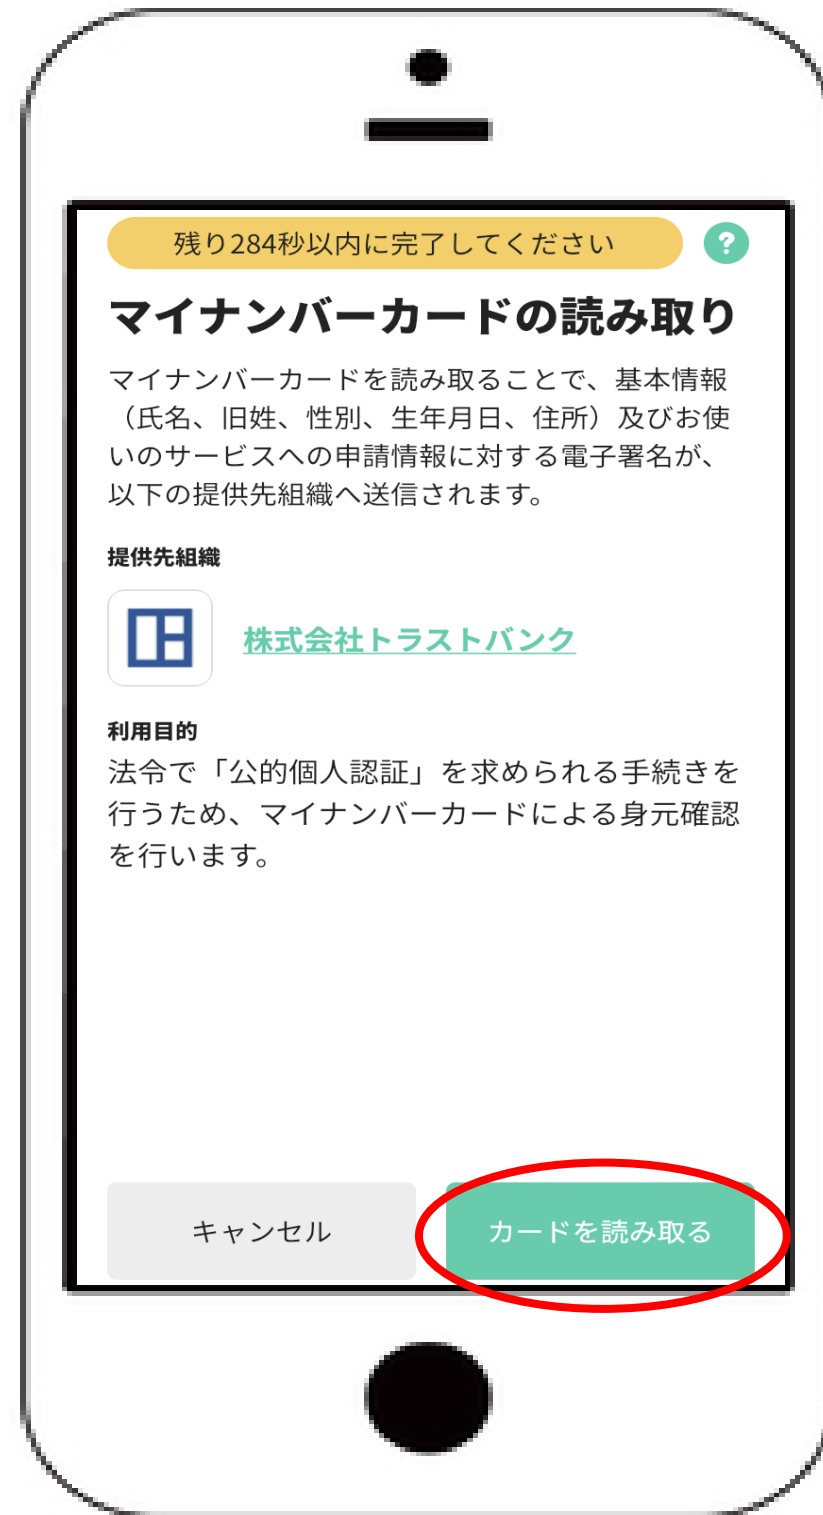 残り284秒以内に完了してください
?
マイナンバーカードの読み取り
マイナンバーカードを読み取ることで、基本情報
（氏名、旧姓、性別、生年月日、住所）及びお使
いのサービスへの申請情報に対する電子署名が、
以下の提供先組織へ送信されます。
提供先組織
株式会社トラストバンク
利用目的
法令で「公的個人認証」を求められる手続きを
行うため、マイナンバーカードによる身元確認
を行います。
キャンセル
カードを読み取る